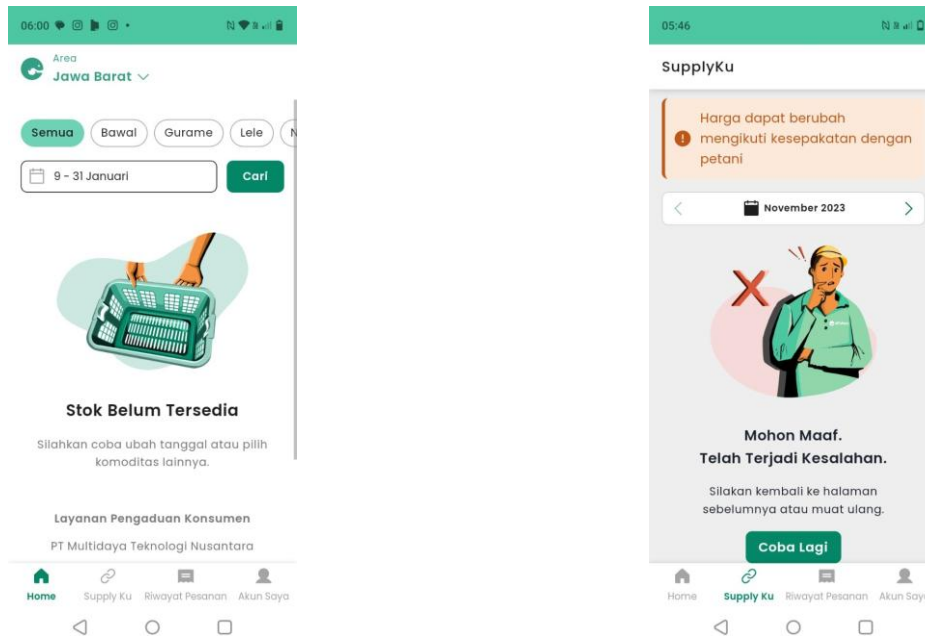 06:00
Area
Jawa Barat
Semua
Bawal
Gurame
Lele
N
9 - 31 Januari
Cari
Stok Belum Tersedia
Silahkan coba ubah tanggal atau pilih
komoditas lainnya.
Layanan Pengaduan Konsumen
PT Multidaya Teknologi Nusantara
Home
Supply Ku
Riwayat Pesanan
Akun Saya
05:46
SupplyKu
Harga dapat berubah
mengikuti kesepakatan dengan
petani
November 2023
Mohon Maaf.
Telah Terjadi Kesalahan.
Silakan kembali ke halaman
sebelumnya atau muat ulang.
Coba Lagi
Home
Supply Ku
Riwayat Pesanan
Akun Say